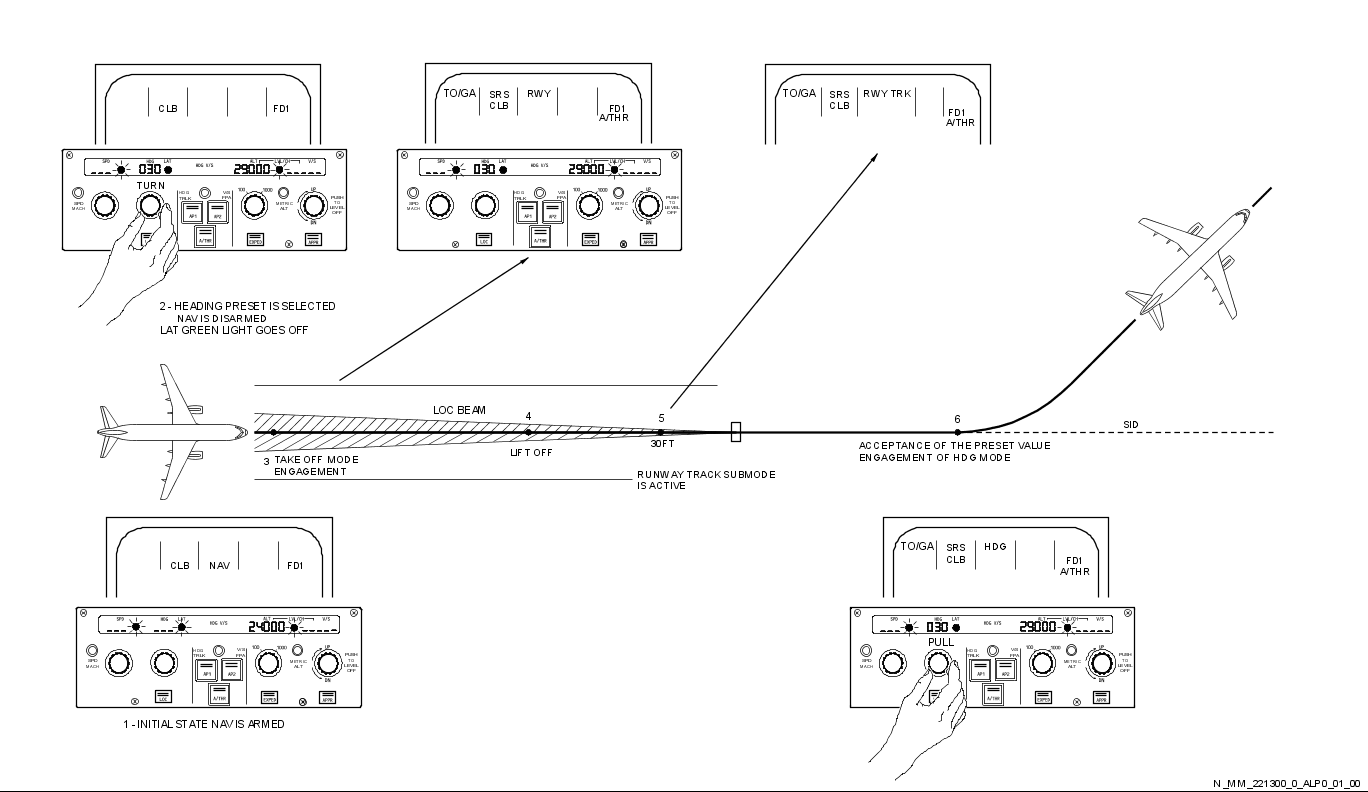 CLB
FD1
SPD
HDG
LAT
HDG V/S
ALT
LVL/CH
V/S
030
29000
TURN
SPD
MACH
HDG
TRLK
V/S
FPA
100
1000
METRIC
ALT
UP
DN
PUSH
TO
LEVEL
OFF
AP1
AP2
A/THR
EXPED
APPR
2 - HEADING PRESET IS SELECTED
NAV IS DISARMED
LAT GREEN LIGHT GOES OFF
TO/GA
SRS
CLB
RWY
FD1
A/THR
SPD
HDG
LAT
HDG V/S
ALT
LVL/CH
V/S
030
29000
SPD
MACH
HDG
TRLK
V/S
FPA
100
1000
METRIC
ALT
UP
DN
PUSH
TO
LEVEL
OFF
AP1
AP2
LOC
A/THR
EXPED
APPR
TO/GA
SRS
CLB
RWY TRK
FD1
A/THR
LOC BEAM
4
5
6
3 TAKE OFF MODE
ENGAGEMENT
LIFT OFF
30FT
RUNWAY TRACK SUBMODE
IS ACTIVE
SID
ACCEPTANCE OF THE PRESET VALUE
ENGAGEMENT OF HDG MODE
CLB
NAV
FD1
SPD
HDG
LAT
HDG V/S
ALT
LVL/CH
V/S
24000
SPD
MACH
HDG
TRLK
V/S
FPA
100
1000
METRIC
ALT
UP
DN
PUSH
TO
LEVEL
OFF
AP1
AP2
LOC
A/THR
EXPED
APPR
1 - INITIAL STATE NAV IS ARMED
TO/GA
SRS
CLB
HDG
FD1
A/THR
SPD
HDG
LAT
HDG V/S
ALT
LVL/CH
V/S
030
29000
PULL
SPD
MACH
HDG
TRLK
V/S
FPA
100
1000
METRIC
ALT
UP
DN
PUSH
TO
LEVEL
OFF
AP1
AP2
A/THR
EXPED
APPR
N_MM_221300_0_ALP0_01_00